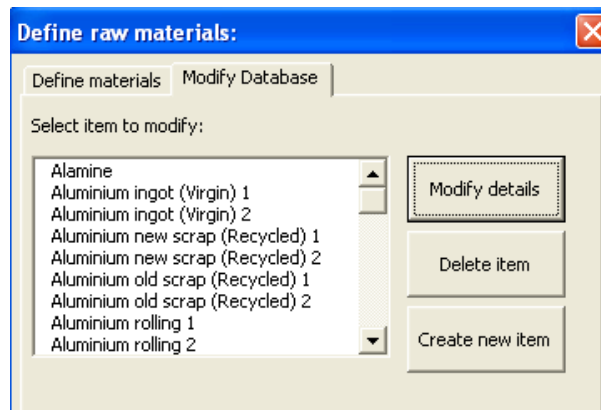 Define raw materials:
Define materials
Modify Database
Select item to modify:
Alamine
Aluminium ingot (Virgin) 1
Aluminium ingot (Virgin) 2
Aluminium new scrap (Recycled) 1
Aluminium new scrap (Recycled) 2
Aluminium old scrap (Recycled) 1
Aluminium old scrap (Recycled) 2
Aluminium rolling 1
Aluminium rolling 2
Modify details
Delete item
Create new item